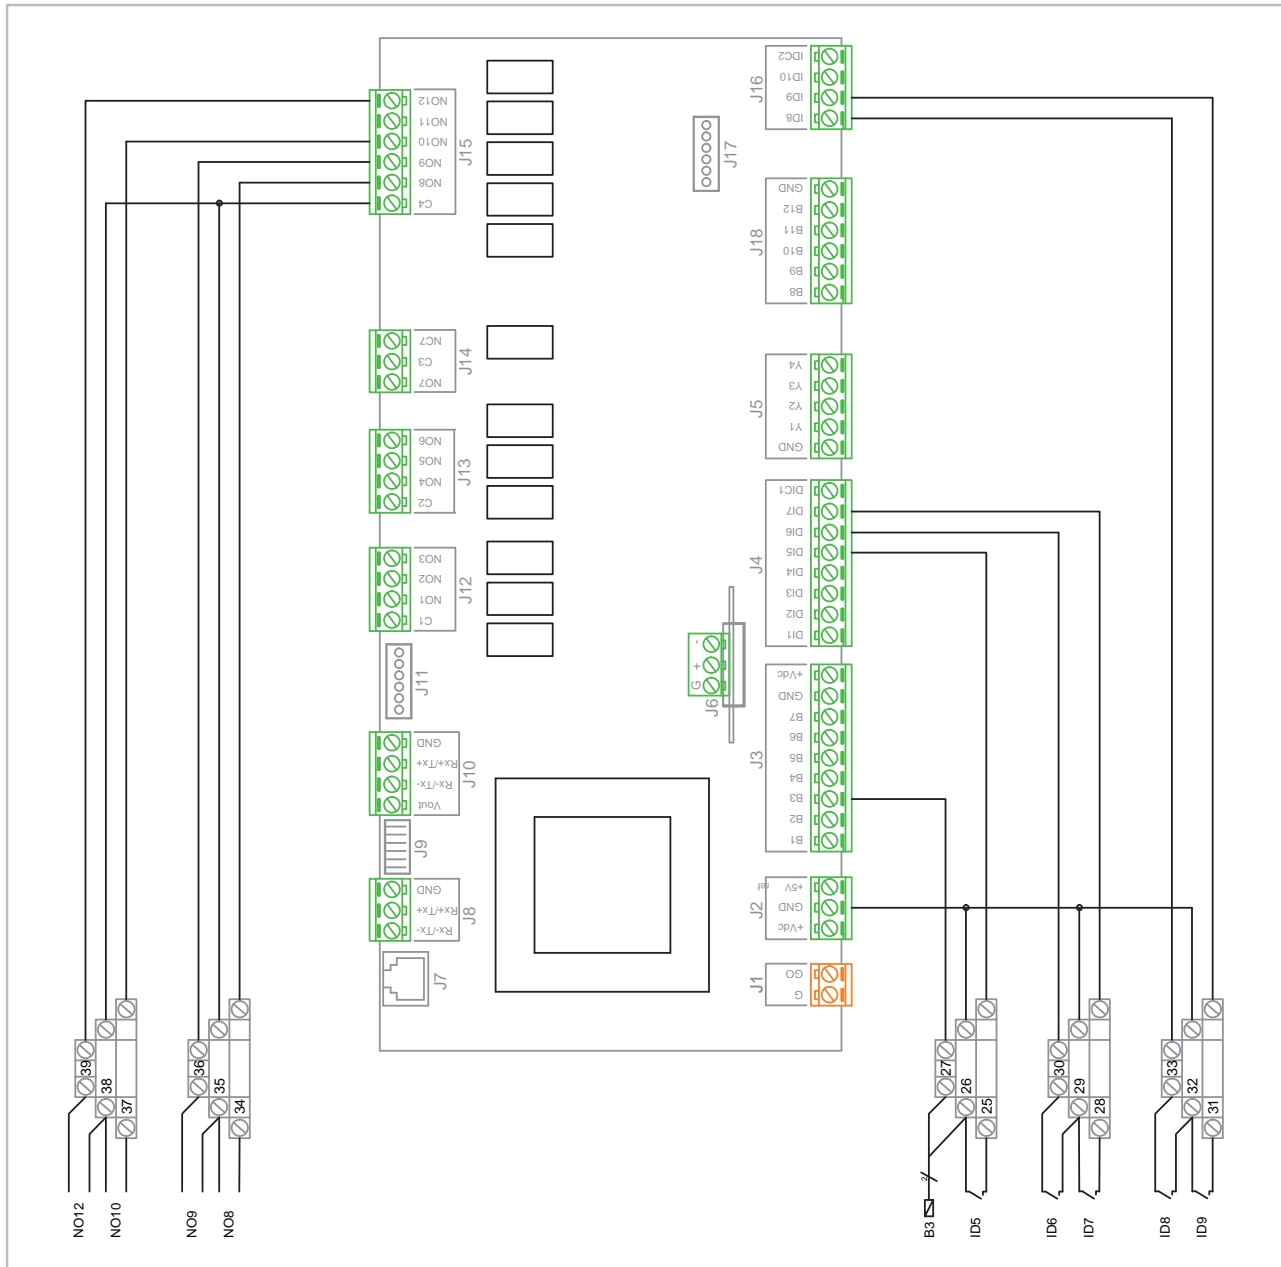 NO12
NO11
NO10
NO9
NO8
C4
J15
NC7
C3
NO7
J14
NO6
NO5
NO4
C2
J13
NO3
NO2
NO1
C1
J12
J11
GND
Rx+/Tx+
Rx-/Tx-
Vout
J10
J9
GND
Rx+/Tx+
Rx-/Tx-
J8
J7
J16
IDC2
ID10
ID9
ID8
J17
J18
GND
B12
B11
B10
B9
B8
J5
Y4
Y3
Y2
Y1
GND
J4
DIC1
DI7
DI6
DI5
DI4
DI3
DI2
DI1
J6
-
+
G
J3
+Vdc
GND
B7
B6
B5
B4
B3
B2
B1
J2
+5V ref
GND
+Vdc
J1
GO
G
39
38
37
36
35
34
27
26
25
30
29
28
33
32
31
2
NO12
NO10
NO9
NO8
B3
ID5
ID6
ID7
ID8
ID9